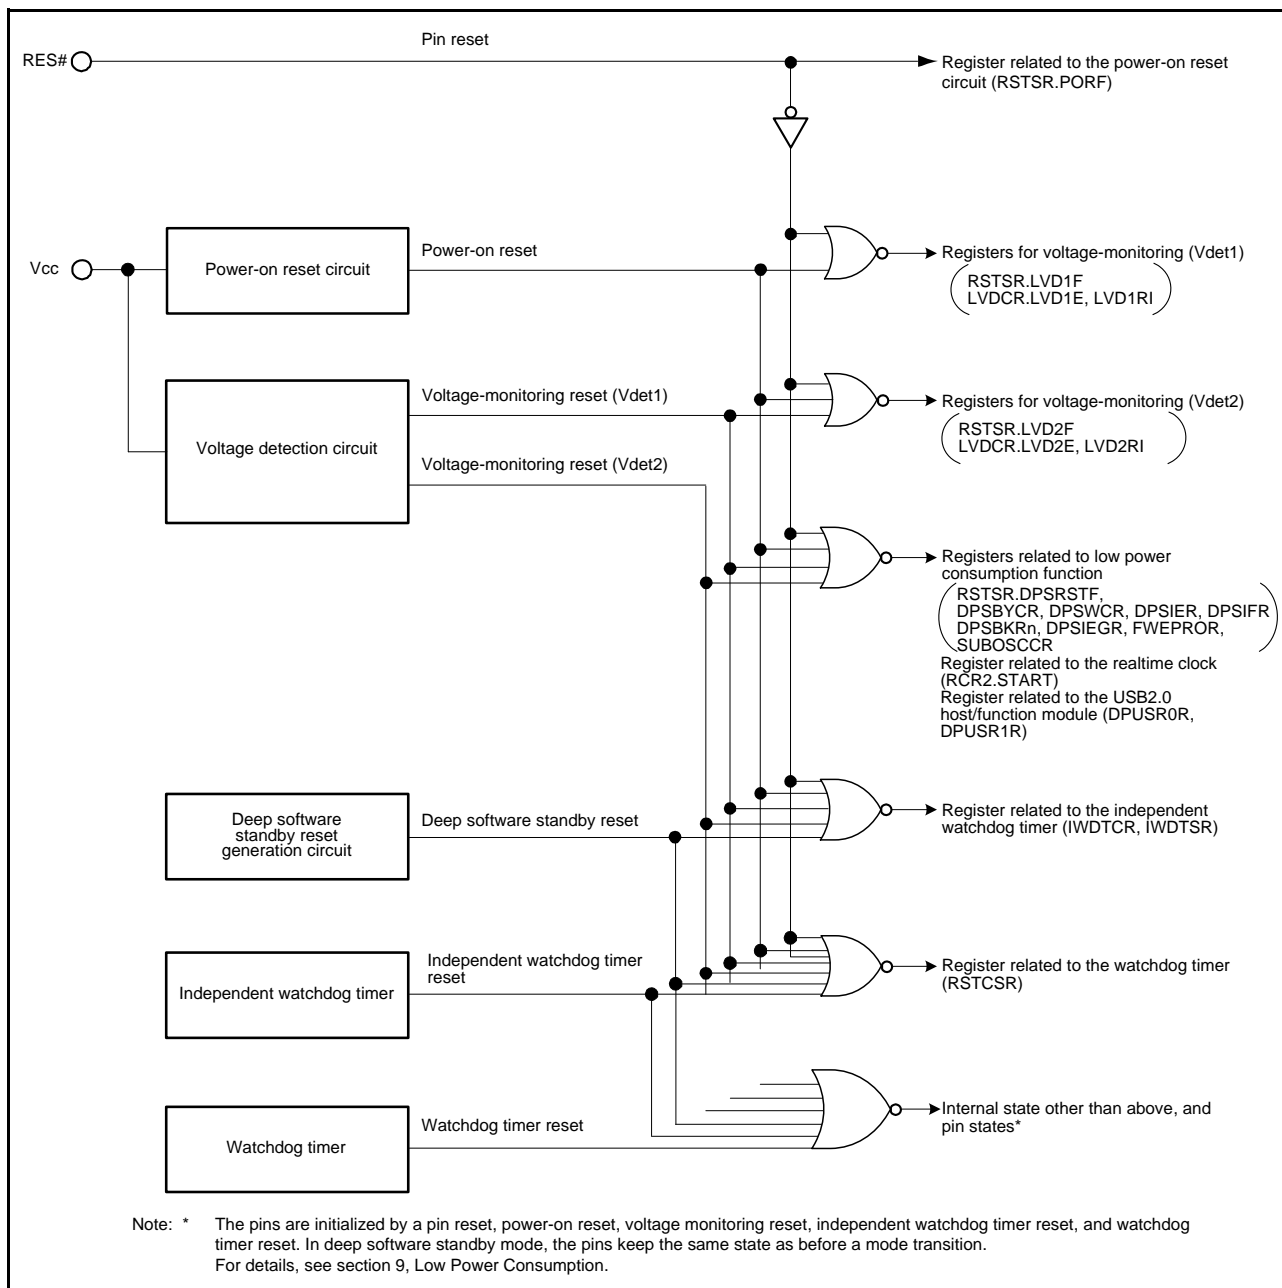 Pin reset
RES#
Register related to the power-on reset
circuit (RSTSR.PORF)
Power-on reset circuit
Power-on reset
Vcc
Registers for voltage-monitoring (Vdet1)
RSTSR.LVD1F
LVDCR.LVD1E, LVD1RI
Voltage detection circuit
Voltage-monitoring reset (Vdet1)
Voltage-monitoring reset (Vdet2)
Registers for voltage-monitoring (Vdet2)
RSTSR.LVD2F
LVDCR.LVD2E, LVD2RI
Registers related to low power
consumption function
RSTSR.DPSRSTF,
DPSBYCR, DPSWCR, DPSIER, DPSIFR
DPSBKRn, DPSIEGR, FWEPROR,
SUBOSCCR
Register related to the realtime clock
(RCR2.START)
Register related to the USB2.0
host/function module (DPUSR0R,
DPUSR1R)
Deep software
standby reset
generation circuit
Deep software standby reset
Register related to the independent
watchdog timer (IWDTCR, IWDTSR)
Independent watchdog timer
Independent watchdog timer
reset
Register related to the watchdog timer
(RSTCSR)
Watchdog timer
Watchdog timer reset
Internal state other than above, and
pin states*
Note: * The pins are initialized by a pin reset, power-on reset, voltage monitoring reset, independent watchdog timer reset, and watchdog
timer reset. In deep software standby mode, the pins keep the same state as before a mode transition.
For details, see section 9, Low Power Consumption.